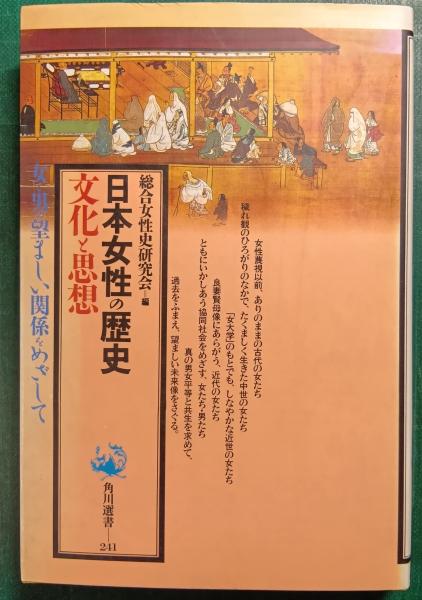 女性蔑視以前、ありのままの古代の女たち
穢れ観のひろがりのなかで、たくましく生きた中世の女たち
「女大学」のもとでも、しなやかな近世の女たち
良妻賢母像にあらがう、近代の女たち
ともにいかしあう協同社会をめざす、女たち・男たち
真の男女平等と共生を求めて、
過去をふまえ、望ましい未来像をさぐる。
総合女性史研究会=編
日本女性の歴史
文化と思想
女・男の望ましい関係をめざして
角川選書—241